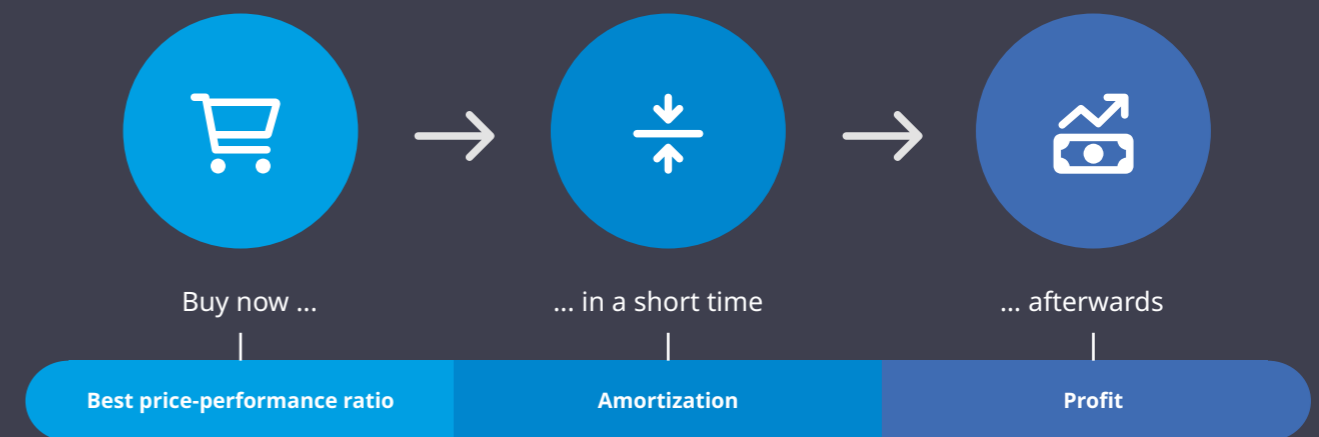 Buy now ...
... in a short time
... afterwards
Best price-performance ratio
Amortization
Profit